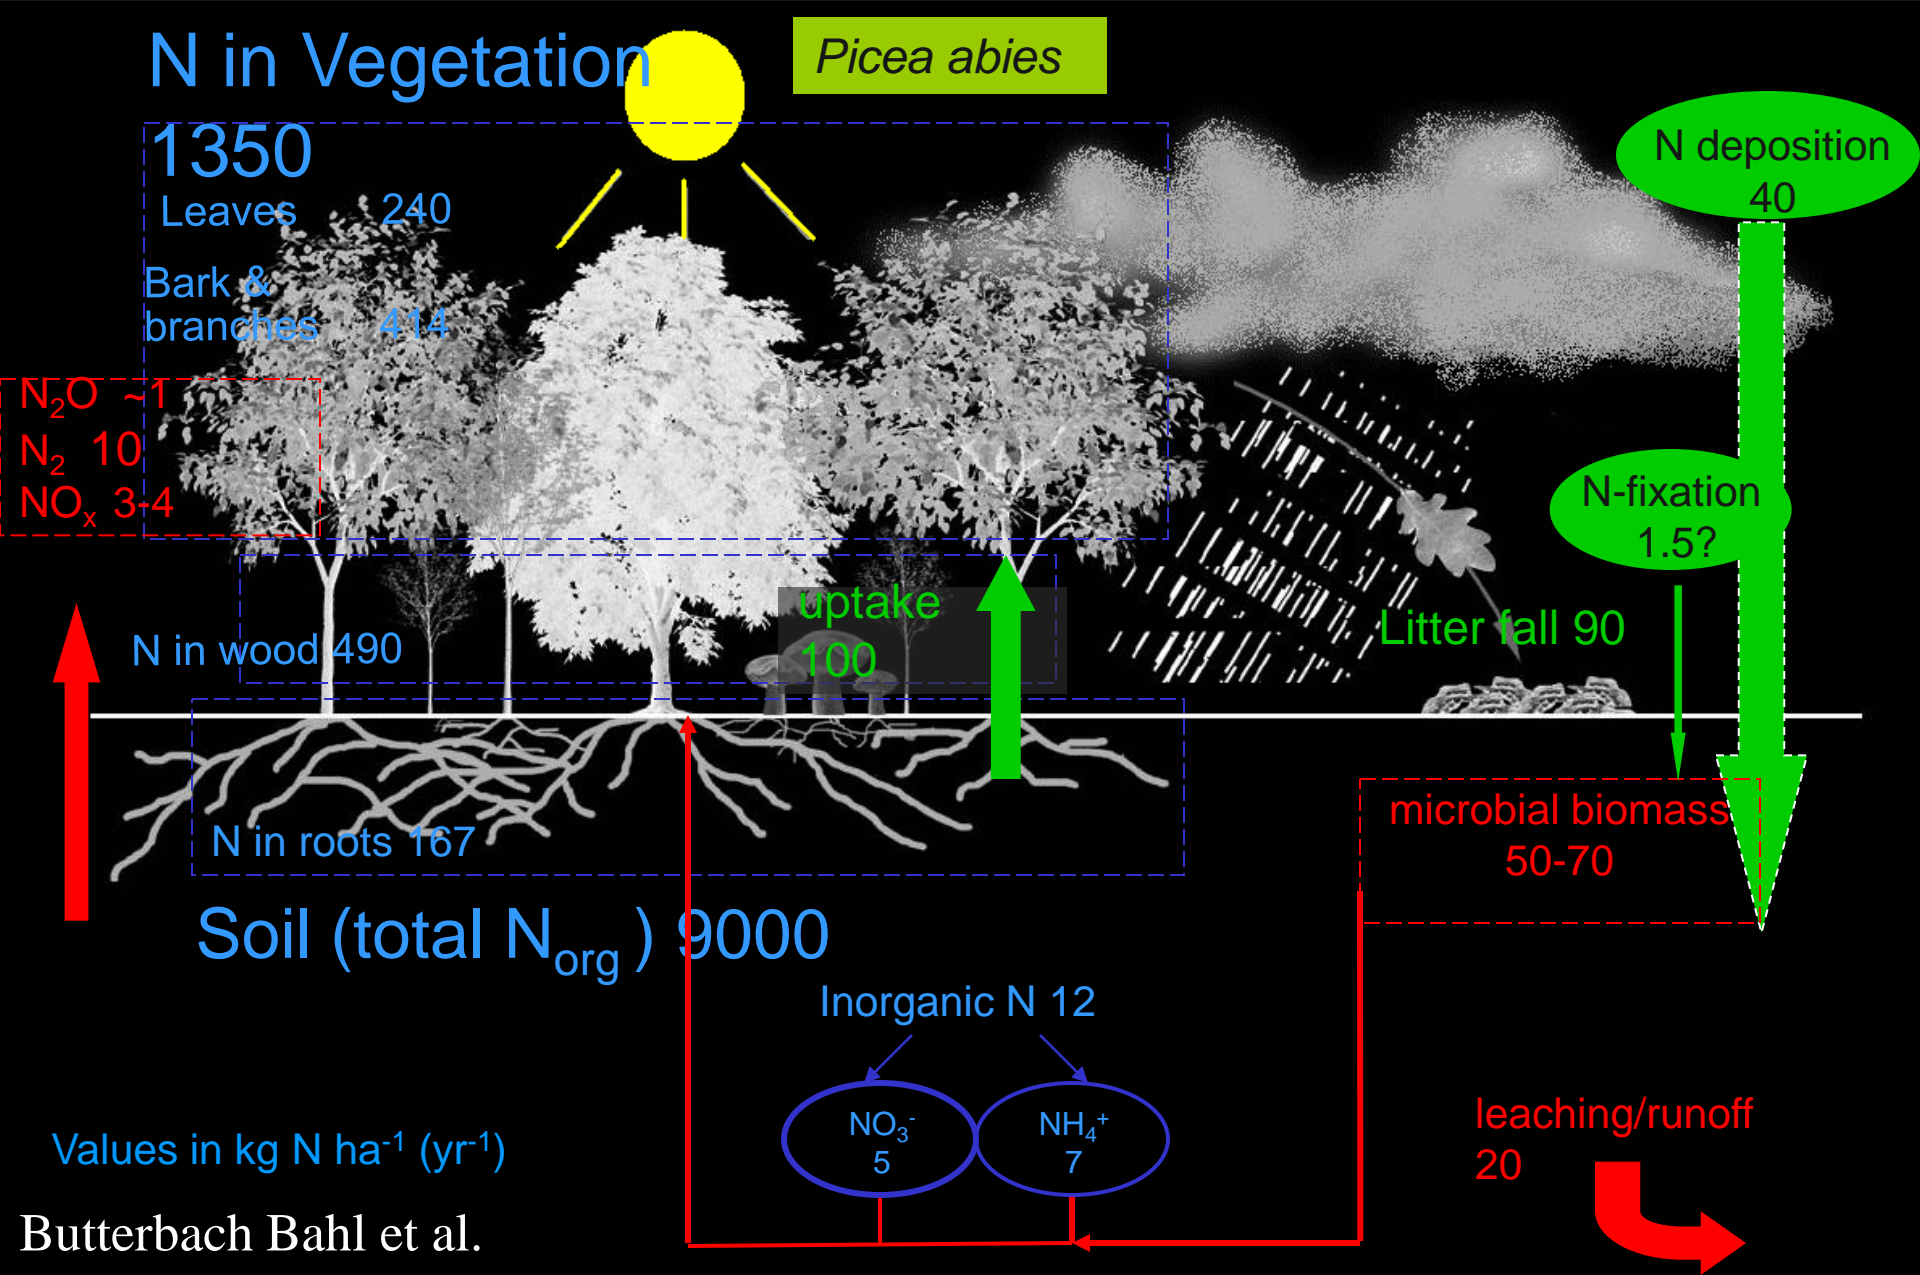 N in Vegetation
Picea abies
1350
Leaves 240
Bark &
branches 414
N deposition
40
N₂O ~1
N₂ 10
NOₓ 3-4
N-fixation
1.5?
uptake
100
Litter fall 90
N in wood 490
N in roots 167
microbial biomass
50-70
Soil (total Norg ) 9000
Inorganic N 12
NO₃⁻
5
NH₄⁺
7
leaching/runoff
20
Values in kg N ha⁻¹ (yr⁻¹)
Butterbach Bahl et al.